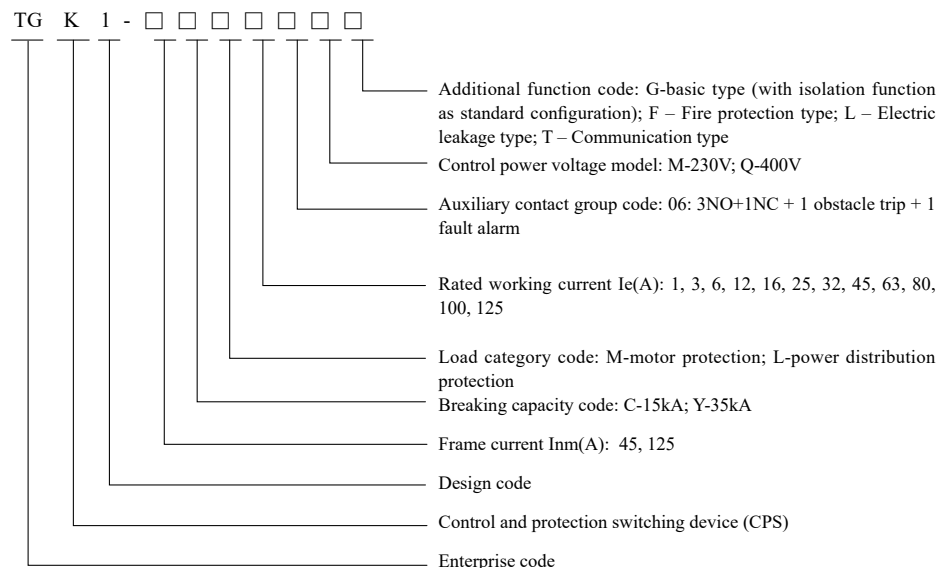 TG K 1 - □ □ □ □ □ □ □
Additional function code: G-basic type (with isolation function
as standard configuration); F – Fire protection type; L – Electric
leakage type; T – Communication type
Control power voltage model: M-230V; Q-400V
Auxiliary contact group code: 06: 3NO+1NC + 1 obstacle trip + 1
fault alarm
Rated working current Ie(A): 1, 3, 6, 12, 16, 25, 32, 45, 63, 80,
100, 125
Load category code: M-motor protection; L-power distribution
protection
Breaking capacity code: C-15kA; Y-35kA
Frame current Inm(A): 45, 125
Design code
Control and protection switching device (CPS)
Enterprise code